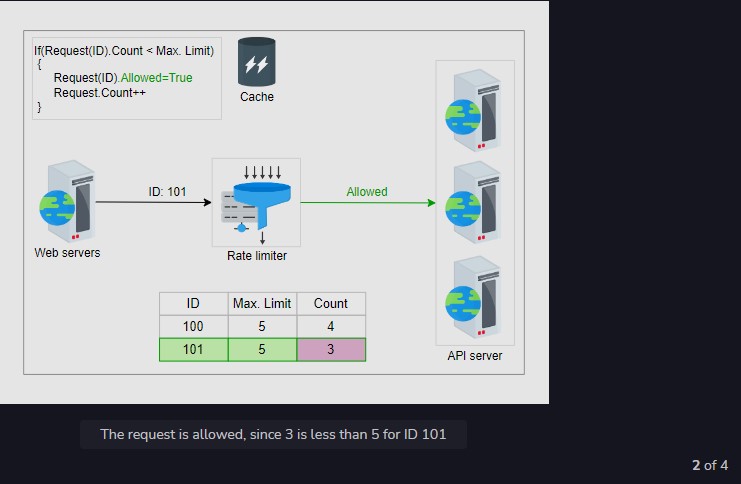 If(Request(ID).Count < Max. Limit)
{
Request(ID).Allowed=True
Request.Count++
}
Cache
ID: 101
Allowed
Web servers
Rate limiter
ID Max. Limit Count
100 5 4
101 5 3
API server
The request is allowed, since 3 is less than 5 for ID 101
2 of 4